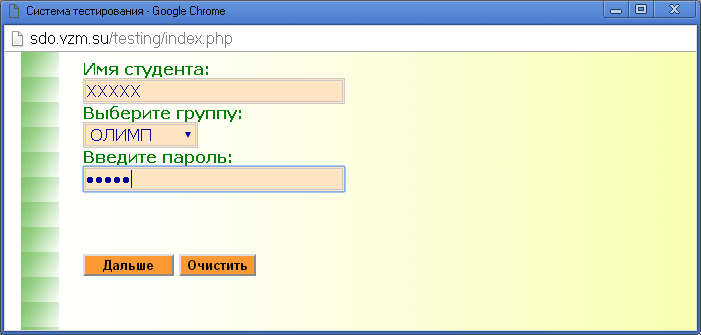 Система тестирования - Google Chrome
sdo.vzm.su/testing/index.php
Имя студента:
XXXXX
Выберите группу:
ОЛИМП
Введите пароль:
•••••
Дальше Очистить